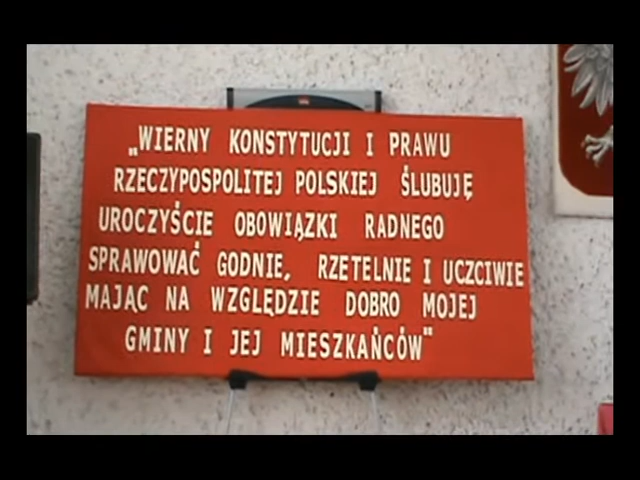 „WIERNY KONSTYTUCJI I PRAWU
RZECZYPOSPOLITEJ POLSKIEJ ŚLUBUJĘ
UROCZYŚCIE OBOWIĄZKI RADNEGO
SPRAWOWAĆ GODNIE, RZETELNIE I UCZCIWIE
MAJĄC NA WZGLĘDZIE DOBRO MOJEJ
GMINY I JEJ MIESZKAŃCÓW"